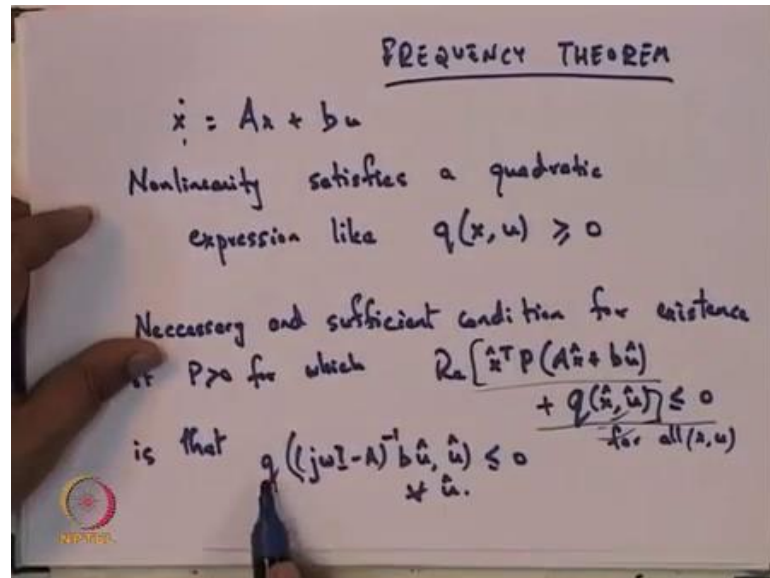 FREQUENCY THEOREM
ẋ = Ax + bu
Nonlinearity satisfies a quadratic
expression like q(x, u) ≥ 0
Neccessary and sufficient condition for existence
of P>0 for which Re[x̂ᵀP(Ax̂ + bû)
+ q(x̂, û)] ≤ 0
for all (x, u)
is that q((jωI-A)⁻¹bû, û) ≤ 0
∀ û.
NPTEL